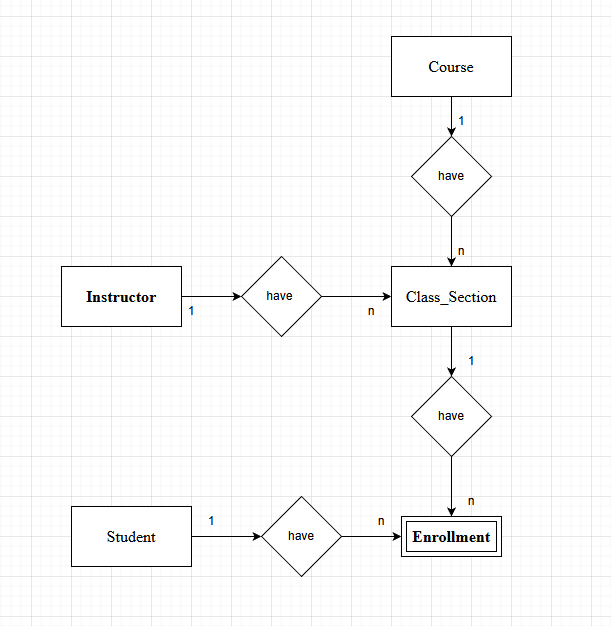 Course
1
have
n
Instructor
1
have
n
Class_Section
1
have
n
Student
1
have
n
Enrollment